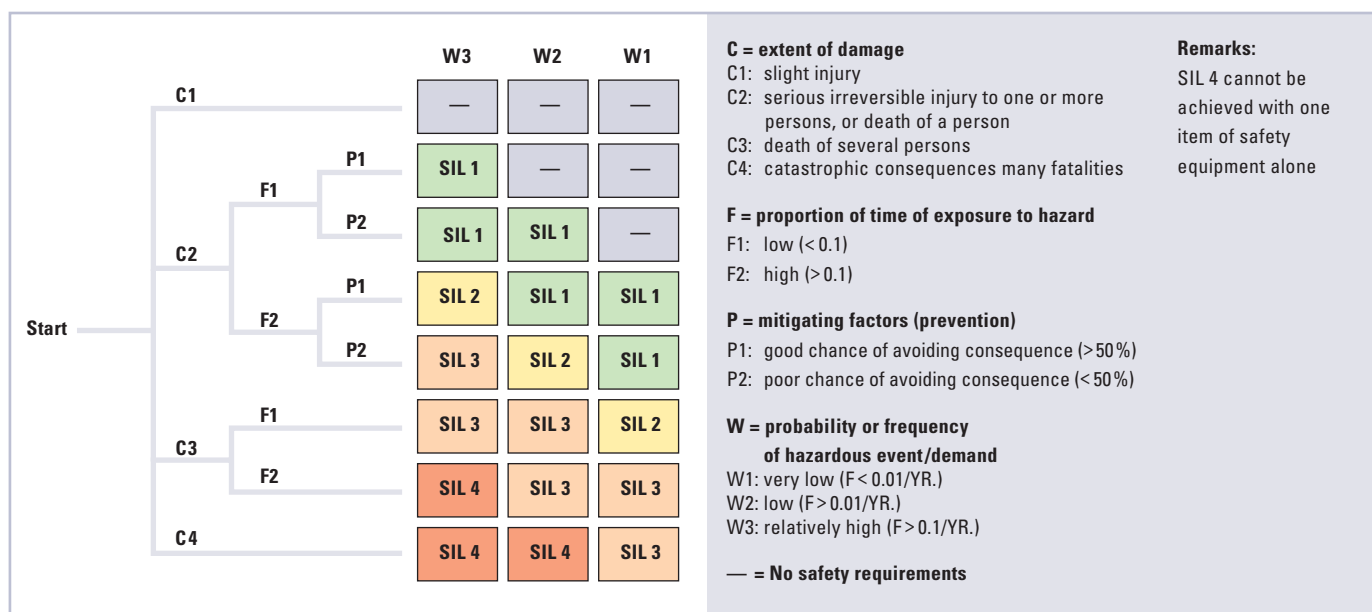 W3 W2 W1
C1 — — —
P1 SIL 1 — —
F1
P2 SIL 1 SIL 1 —
C2
P1 SIL 2 SIL 1 SIL 1
F2
Start
P2 SIL 3 SIL 2 SIL 1
F1 SIL 3 SIL 3 SIL 2
C3
F2 SIL 4 SIL 3 SIL 3
C4 SIL 4 SIL 4 SIL 3
C = extent of damage
C1: slight injury
C2: serious irreversible injury to one or more
persons, or death of a person
C3: death of several persons
C4: catastrophic consequences many fatalities
F = proportion of time of exposure to hazard
F1: low (< 0.1)
F2: high (> 0.1)
P = mitigating factors (prevention)
P1: good chance of avoiding consequence (> 50 %)
P2: poor chance of avoiding consequence (< 50 %)
W = probability or frequency
of hazardous event/demand
W1: very low (F < 0.01/YR.)
W2: low (F > 0.01/YR.)
W3: relatively high (F > 0.1/YR.)
— = No safety requirements
Remarks:
SIL 4 cannot be
achieved with one
item of safety
equipment alone